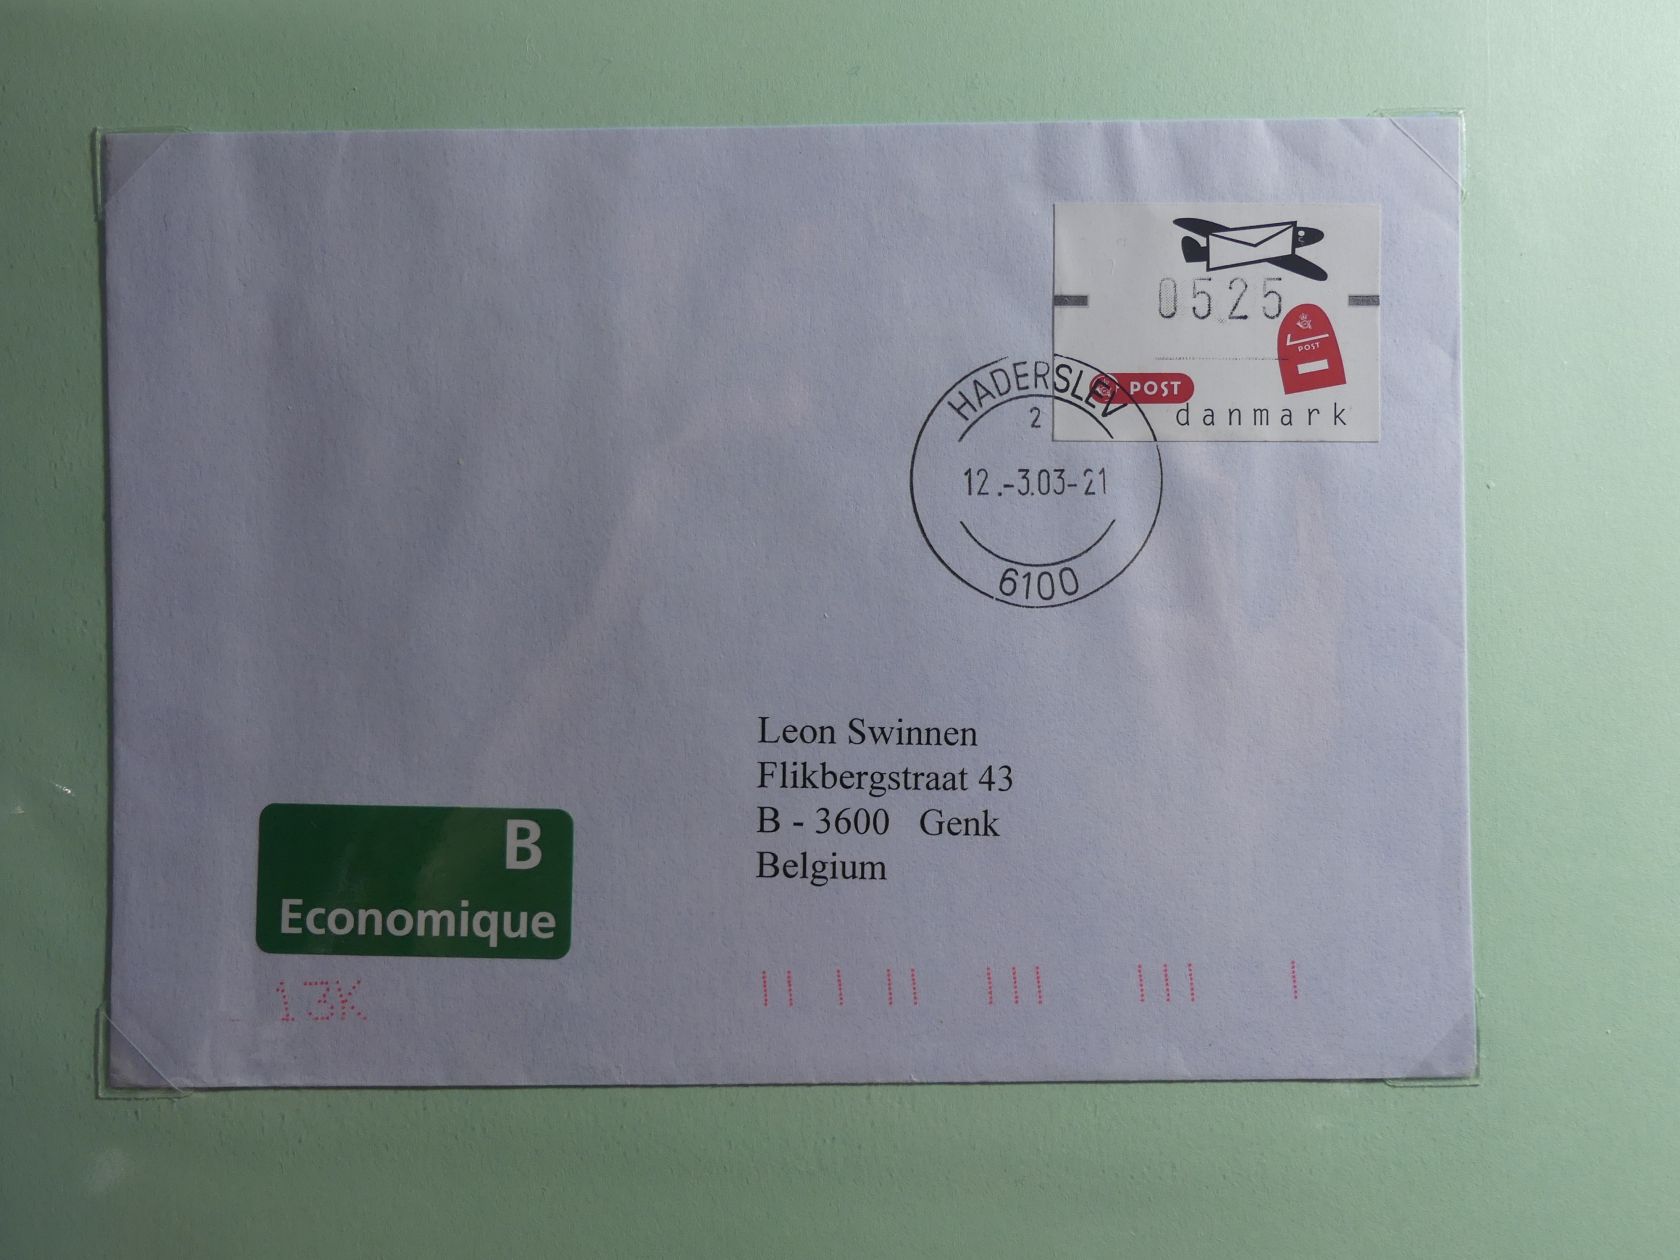 0525
POST
POST
danmark
HADERSLEV
2
12.-3.03-21
6100
Leon Swinnen
Flikbergstraat 43
B - 3600 Genk
Belgium
B
Economique
13K